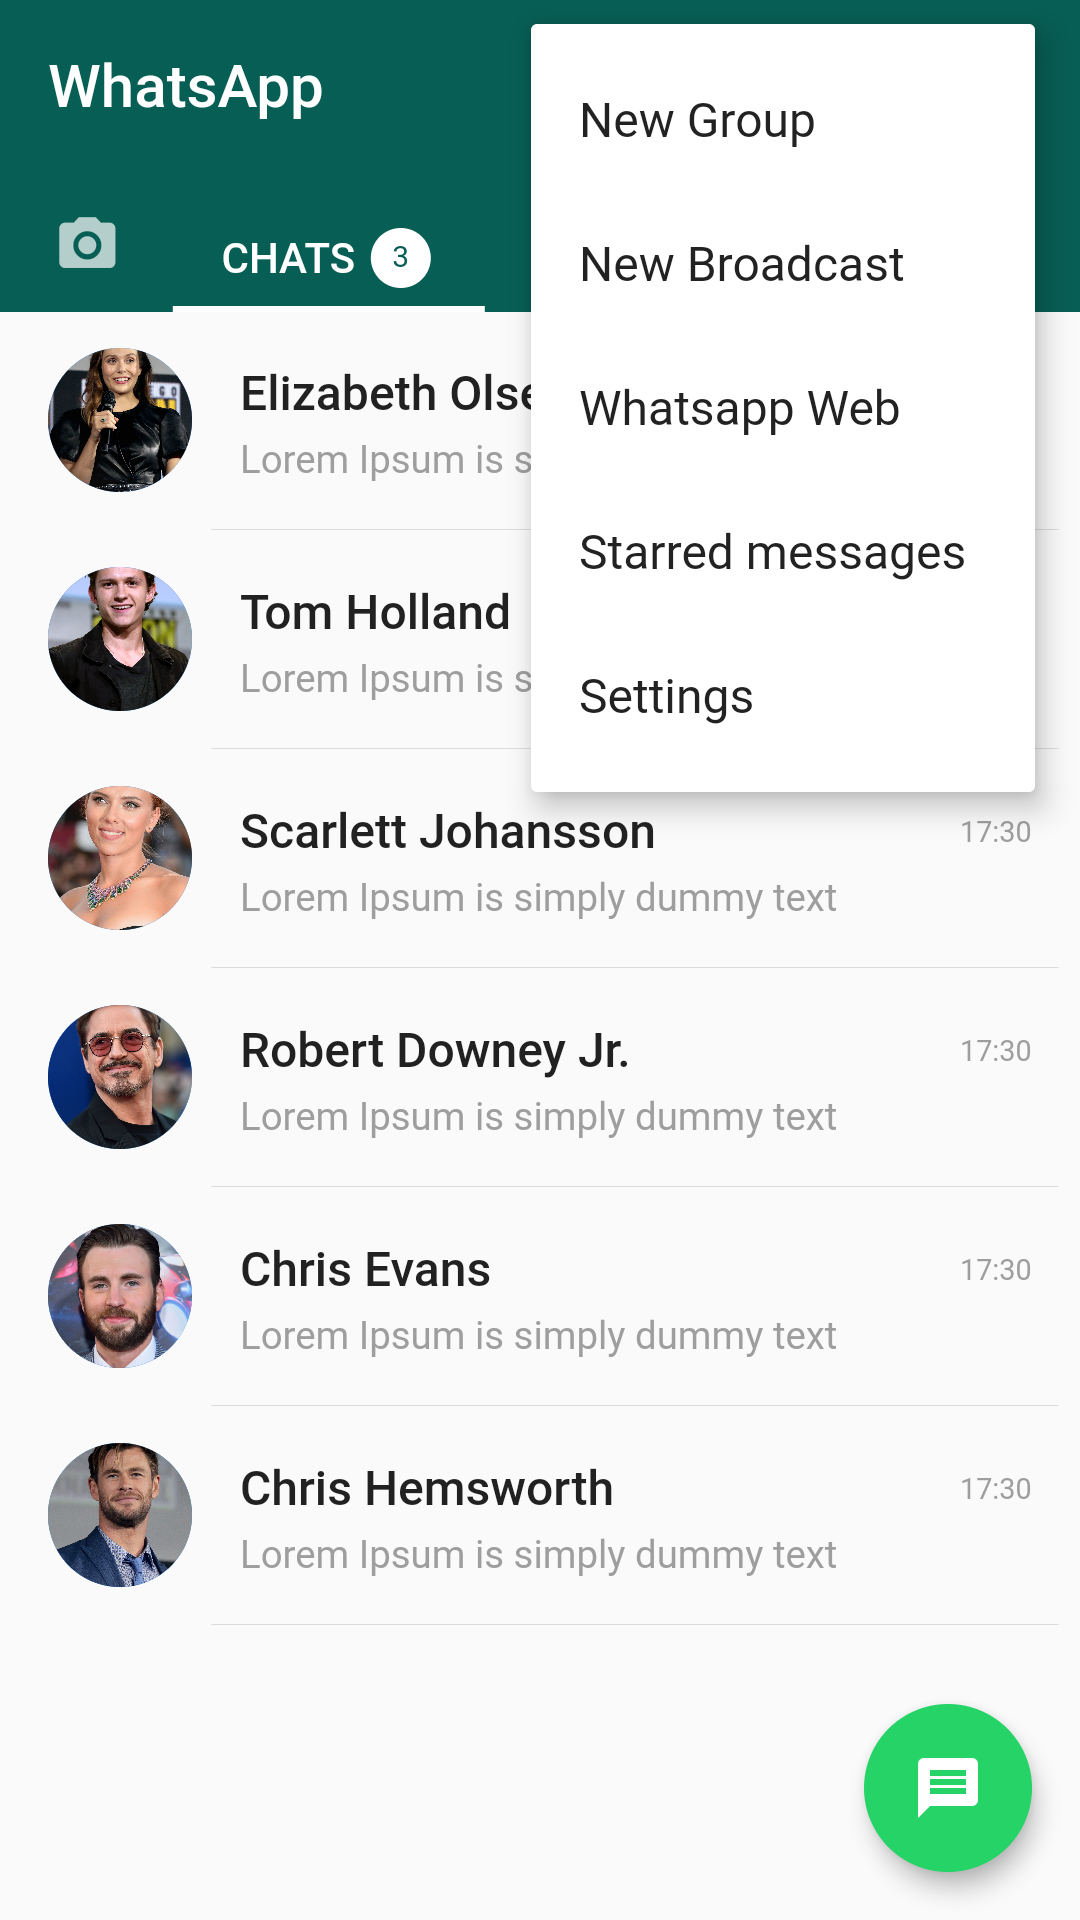 WhatsApp
CHATS 3
New Group
New Broadcast
Whatsapp Web
Starred messages
Settings
Elizabeth Olse
Lorem Ipsum is s
Tom Holland
Lorem Ipsum is s
Scarlett Johansson 17:30
Lorem Ipsum is simply dummy text
Robert Downey Jr. 17:30
Lorem Ipsum is simply dummy text
Chris Evans 17:30
Lorem Ipsum is simply dummy text
Chris Hemsworth 17:30
Lorem Ipsum is simply dummy text